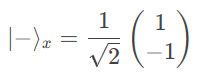 |−⟩ₓ = 1/√2 (1 −1)